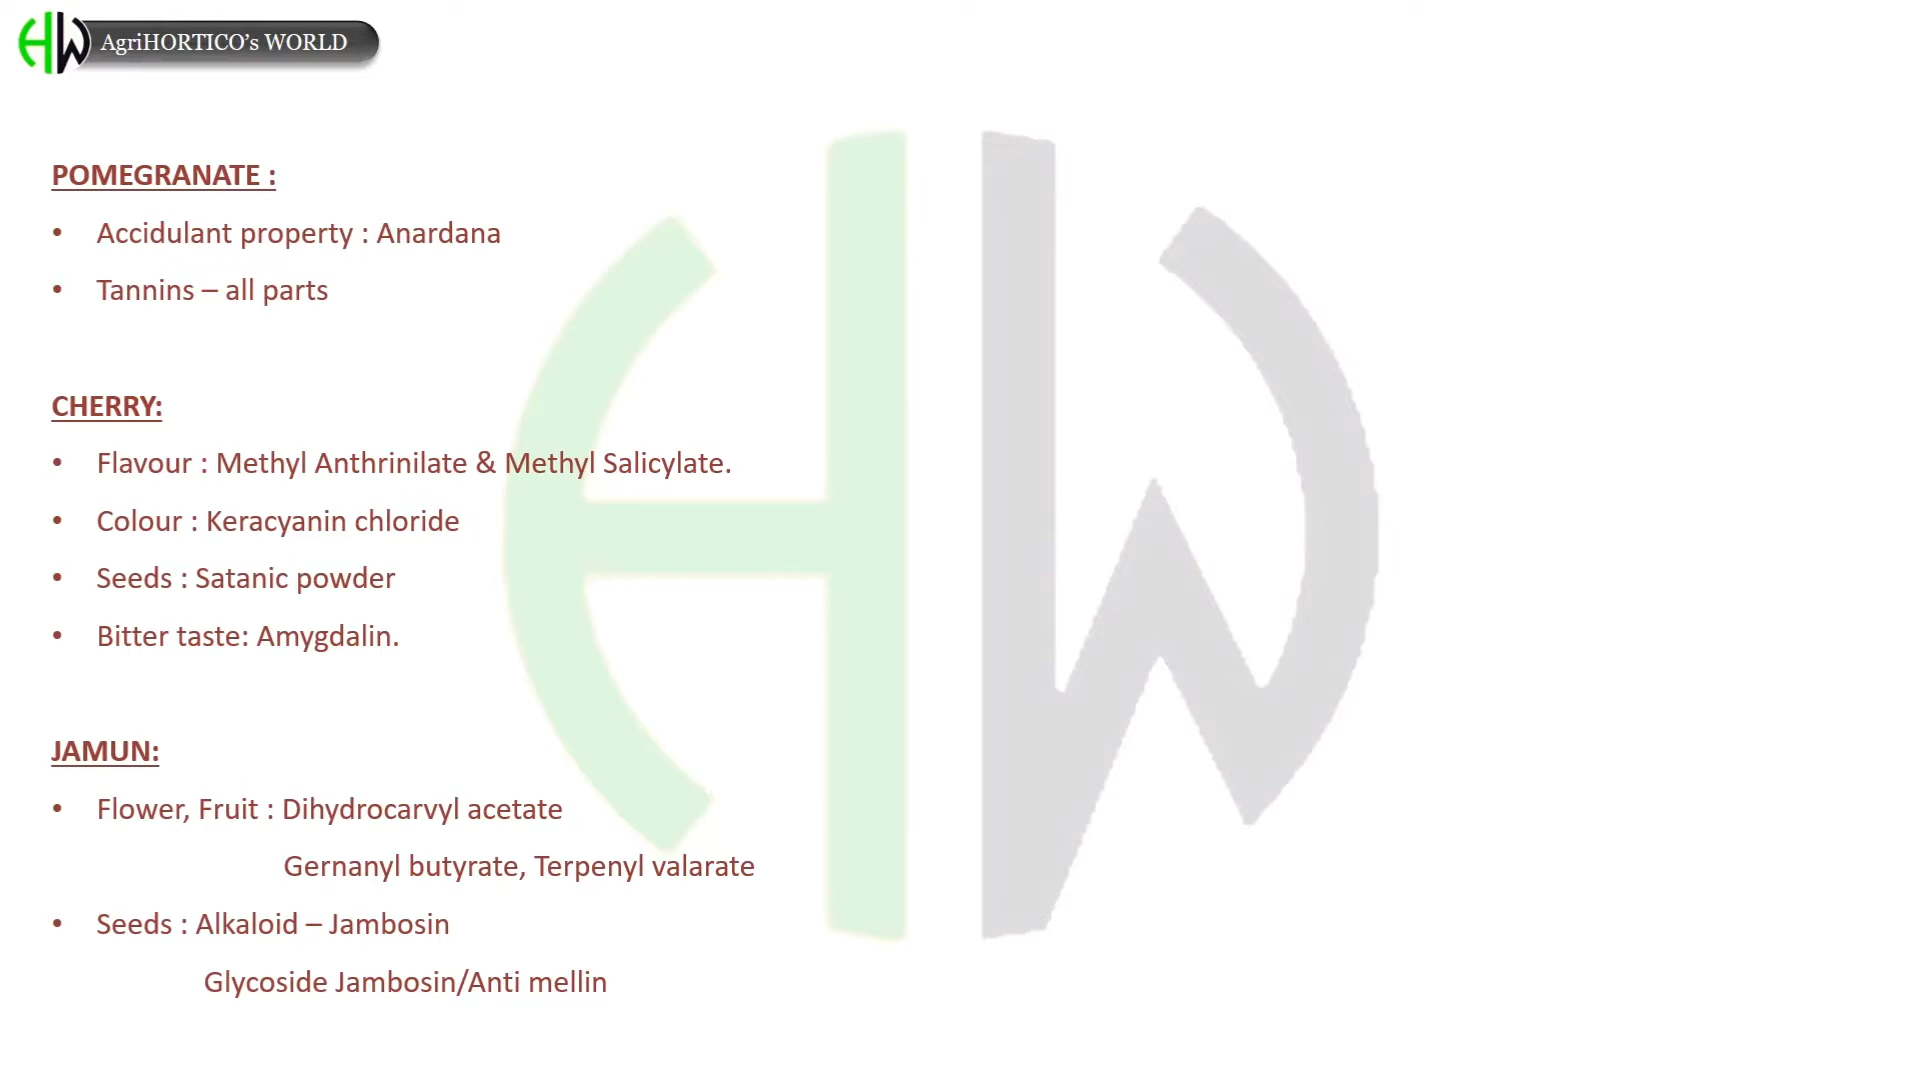 AgriHORTICO's WORLD
POMEGRANATE :
• Accidulant property : Anardana
• Tannins – all parts
CHERRY:
• Flavour : Methyl Anthrinilate & Methyl Salicylate.
• Colour : Keracyanin chloride
• Seeds : Satanic powder
• Bitter taste: Amygdalin.
JAMUN:
• Flower, Fruit : Dihydrocarvyl acetate
Gernanyl butyrate, Terpenyl valarate
• Seeds : Alkaloid – Jambosin
Glycoside Jambosin/Anti mellin